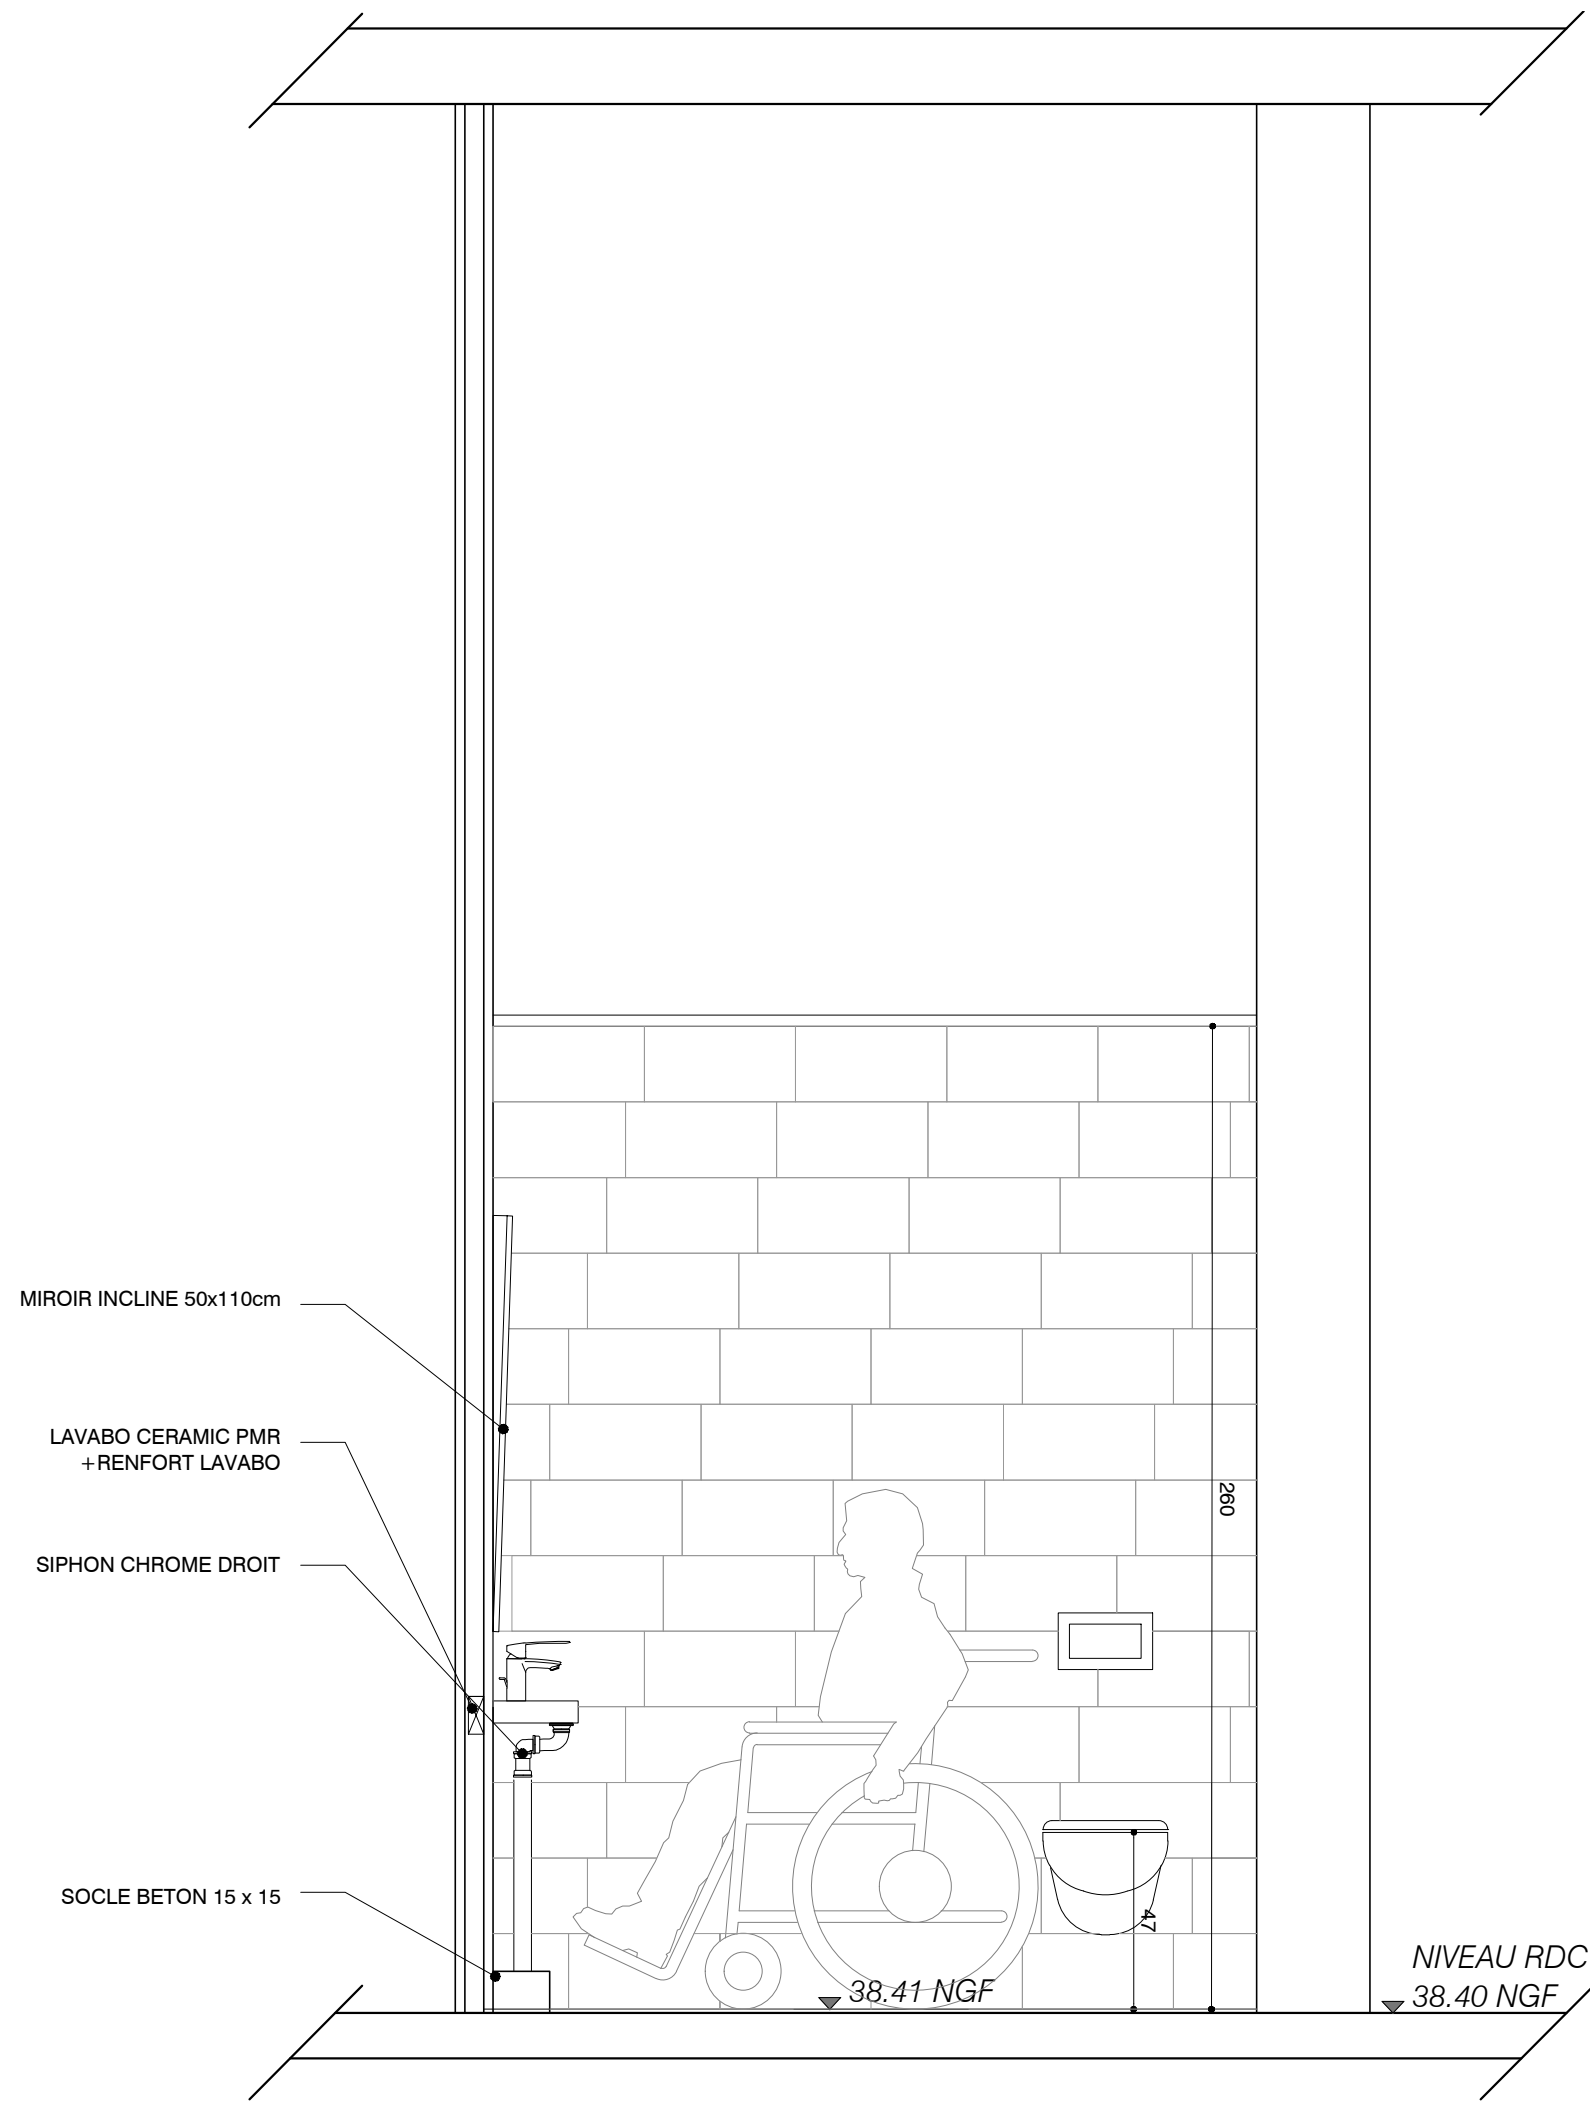 MIROIR INCLINE 50x110cm
LAVABO CERAMIC PMR
+RENFORT LAVABO
260
SIPHON CHROME DROIT
SOCLE BETON 15 x 15
47
38.41 NGF
NIVEAU RDC
38.40 NGF